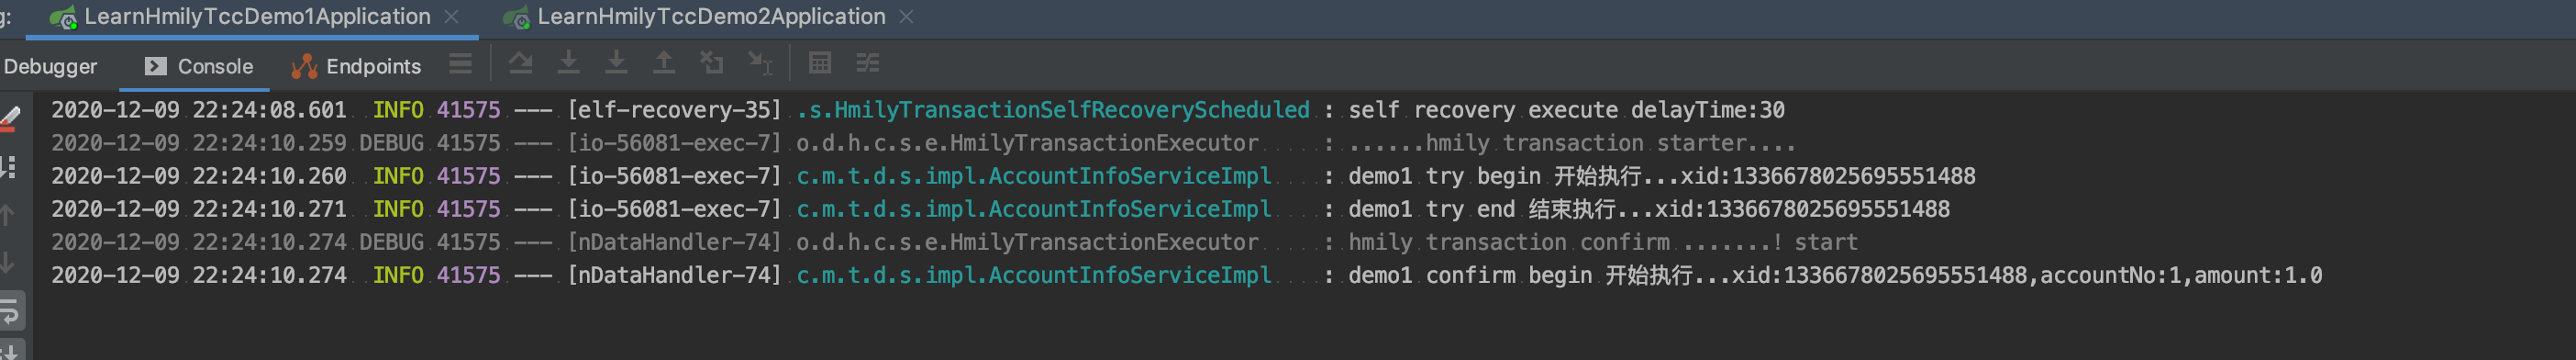 g: LearnHmilyTccDemo1Application × LearnHmilyTccDemo2Application ×
Debugger Console Endpoints
2020-12-09 22:24:08.601 INFO 41575 --- [elf-recovery-35] .s.HmilyTransactionSelfRecoveryScheduled : self recovery execute delayTime:30
2020-12-09 22:24:10.259 DEBUG 41575 --- [io-56081-exec-7] o.d.h.c.s.e.HmilyTransactionExecutor : ......hmily transaction starter....
2020-12-09 22:24:10.260 INFO 41575 --- [io-56081-exec-7] c.m.t.d.s.impl.AccountInfoServiceImpl : demo1 try begin 开始执行...xid:1336678025695551488
2020-12-09 22:24:10.271 INFO 41575 --- [io-56081-exec-7] c.m.t.d.s.impl.AccountInfoServiceImpl : demo1 try end 结束执行...xid:1336678025695551488
2020-12-09 22:24:10.274 DEBUG 41575 --- [nDataHandler-74] o.d.h.c.s.e.HmilyTransactionExecutor : hmily transaction confirm .......! start
2020-12-09 22:24:10.274 INFO 41575 --- [nDataHandler-74] c.m.t.d.s.impl.AccountInfoServiceImpl : demo1 confirm begin 开始执行...xid:1336678025695551488,accountNo:1,amount:1.0